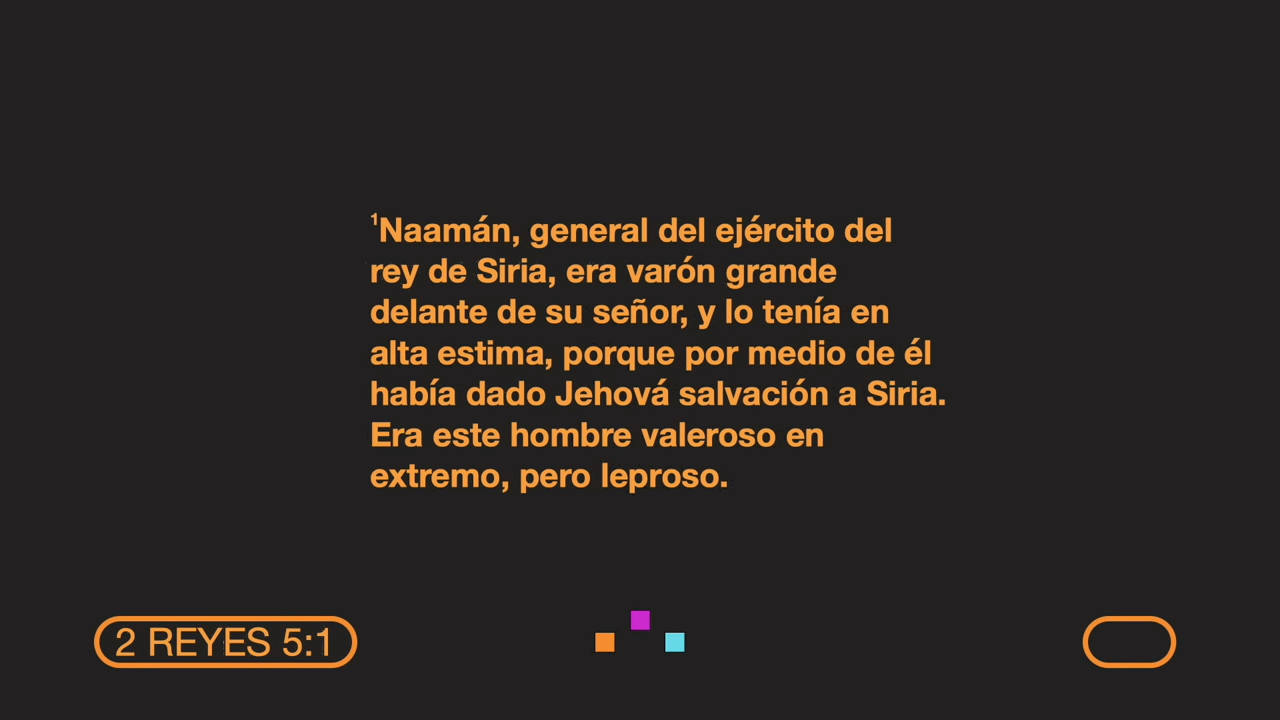 ¹Naamán, general del ejército del
rey de Siria, era varón grande
delante de su señor, y lo tenía en
alta estima, porque por medio de él
había dado Jehová salvación a Siria.
Era este hombre valeroso en
extremo, pero leproso.
2 REYES 5:1